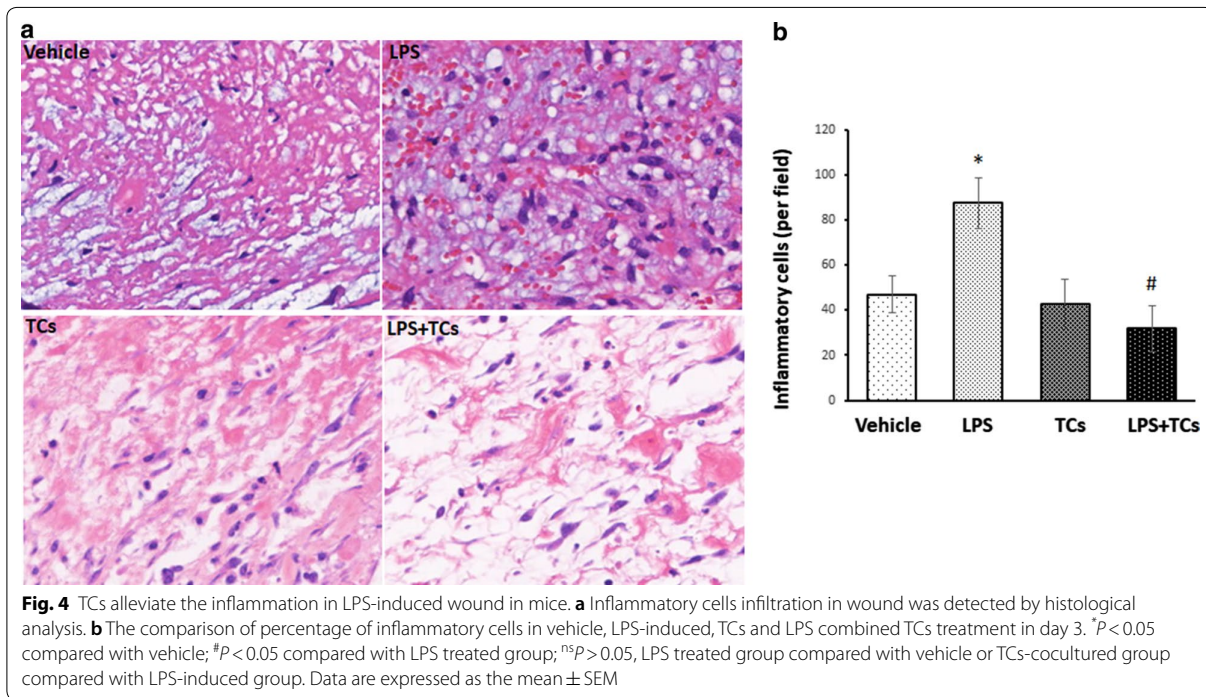 a
b
Vehicle
LPS
TCs
LPS+TCs
Inflammatory cells (per field)
120
100
80
60
40
20
0
*
#
Vehicle LPS TCs LPS+TCs
Fig. 4 TCs alleviate the inflammation in LPS-induced wound in mice. a Inflammatory cells infiltration in wound was detected by histological
analysis. b The comparison of percentage of inflammatory cells in vehicle, LPS-induced, TCs and LPS combined TCs treatment in day 3. *P < 0.05
compared with vehicle; #P < 0.05 compared with LPS treated group; nsP > 0.05, LPS treated group compared with vehicle or TCs-cocultured group
compared with LPS-induced group. Data are expressed as the mean ± SEM